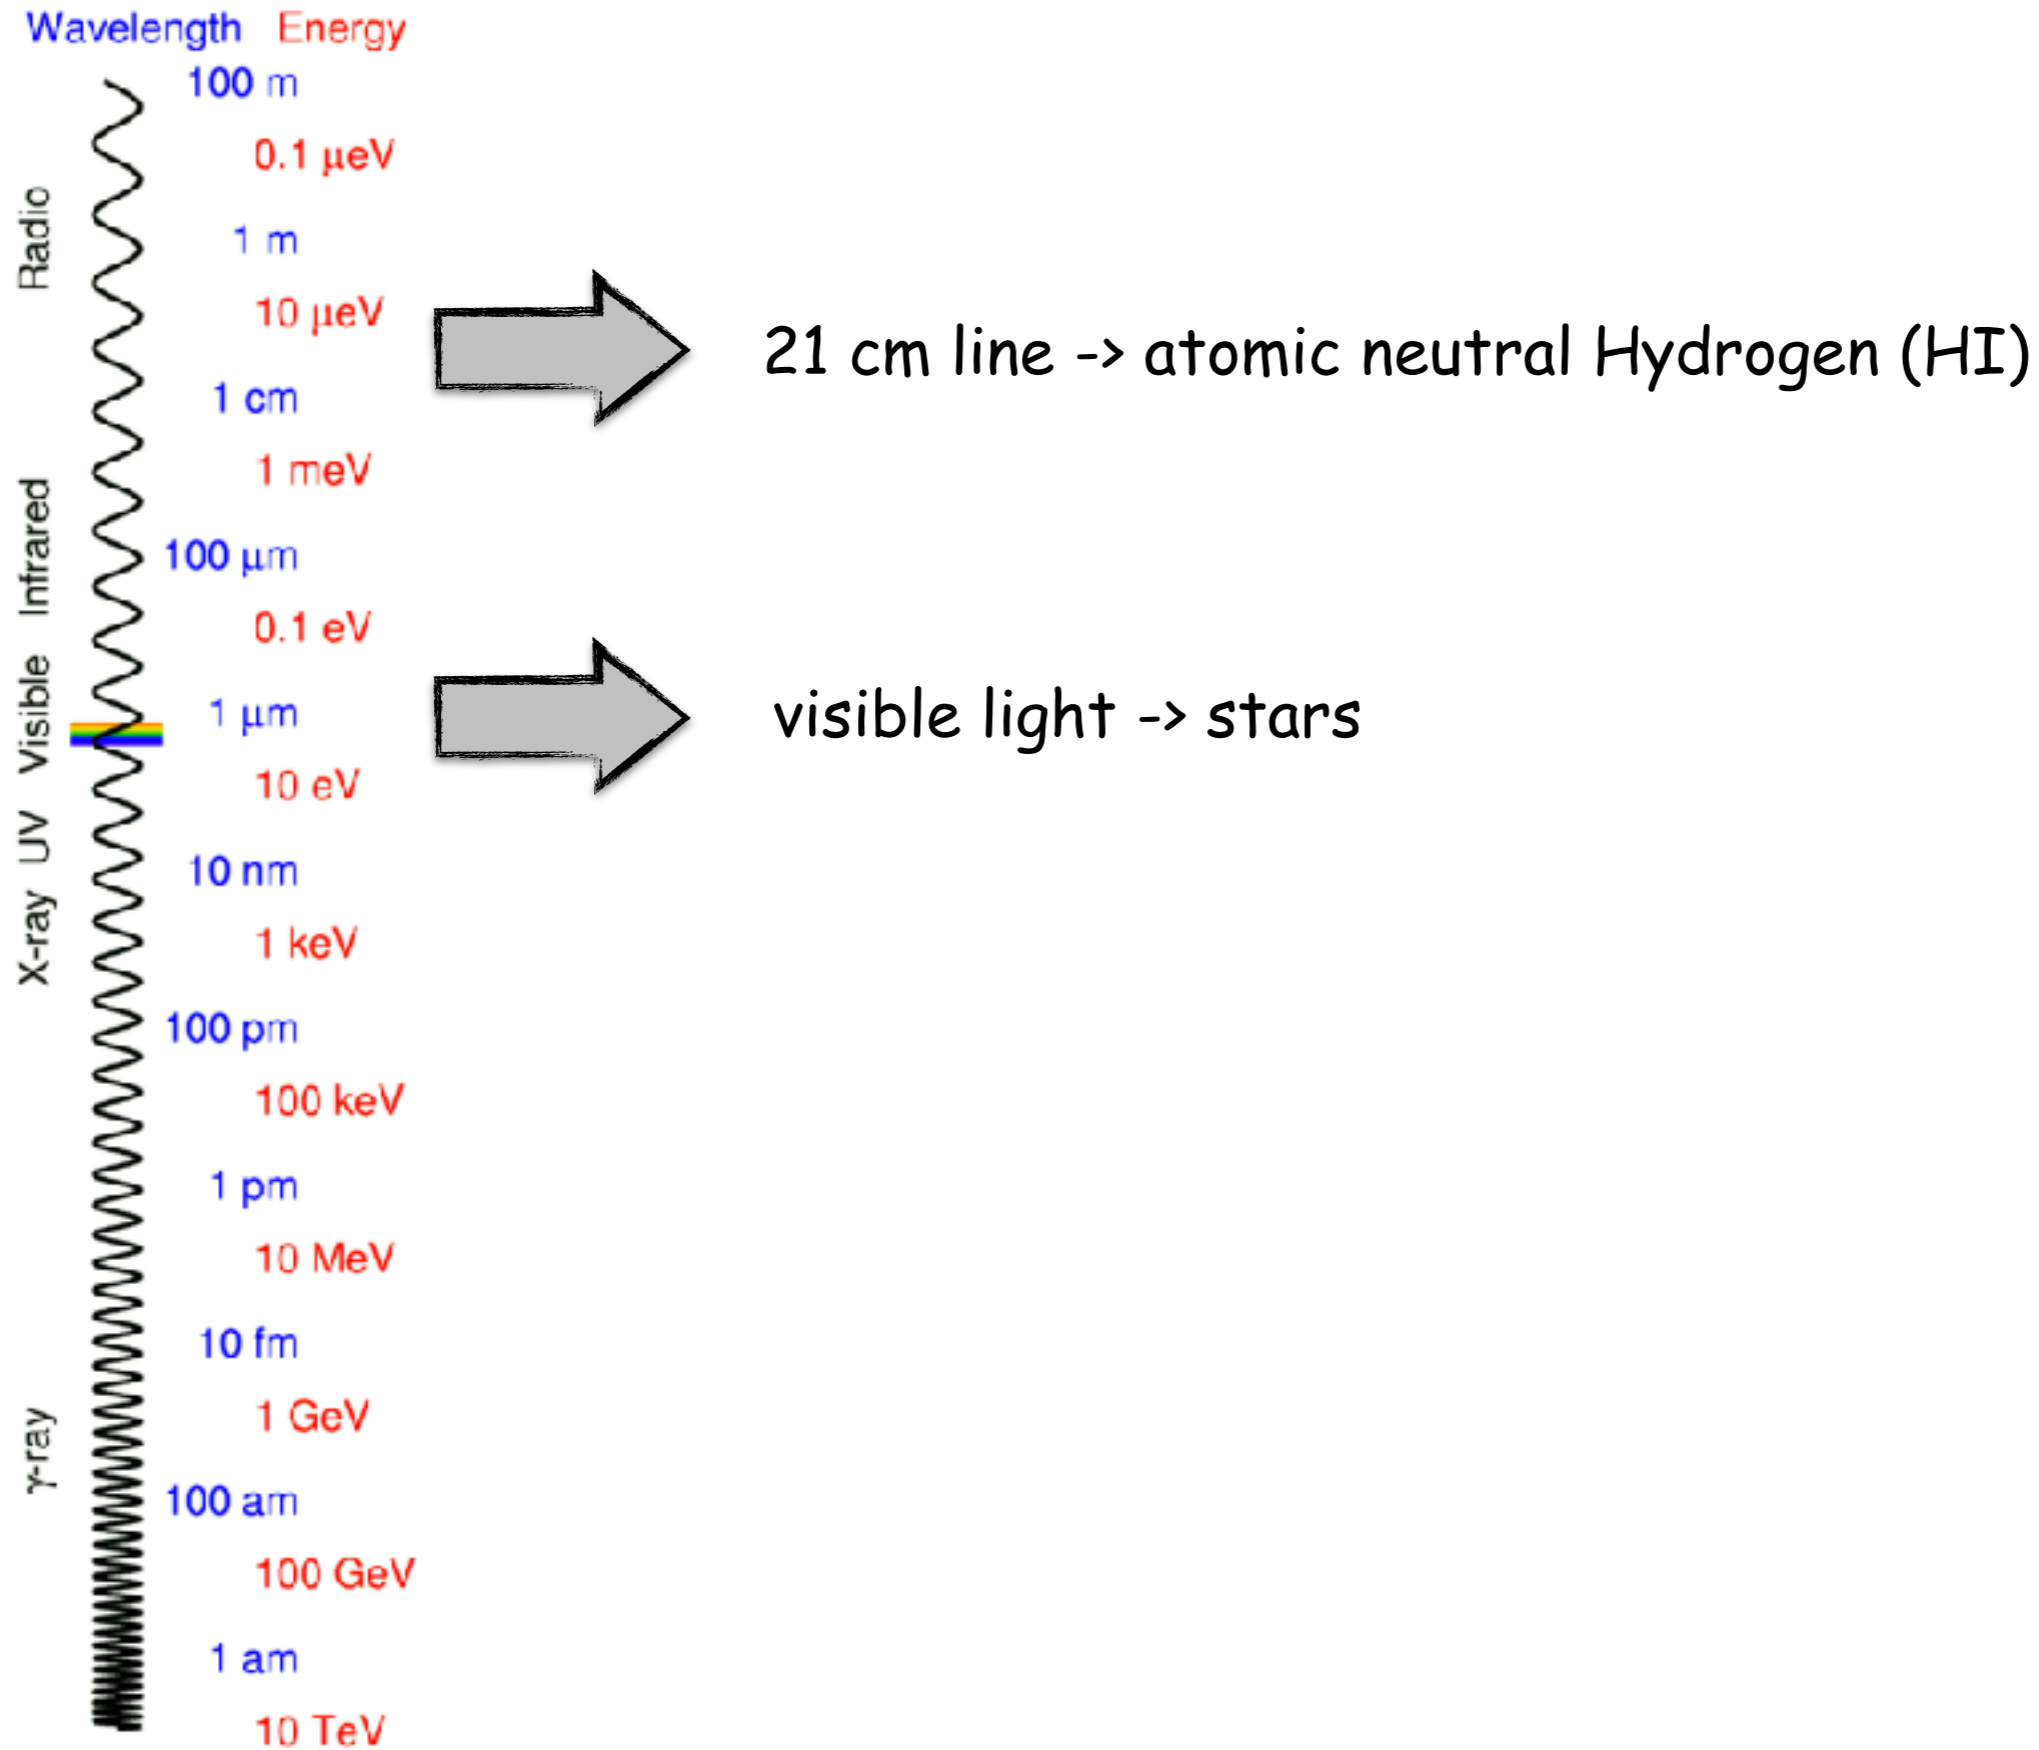 Wavelength Energy
100 m
0.1 µeV
Radio
1 m
10 µeV
21 cm line -> atomic neutral Hydrogen (HI)
1 cm
1 meV
Infrared
100 µm
0.1 eV
Visible
1 µm
visible light -> stars
10 eV
UV
10 nm
X-ray
1 keV
100 pm
100 keV
1 pm
10 MeV
10 fm
1 GeV
γ-ray
100 am
100 GeV
1 am
10 TeV